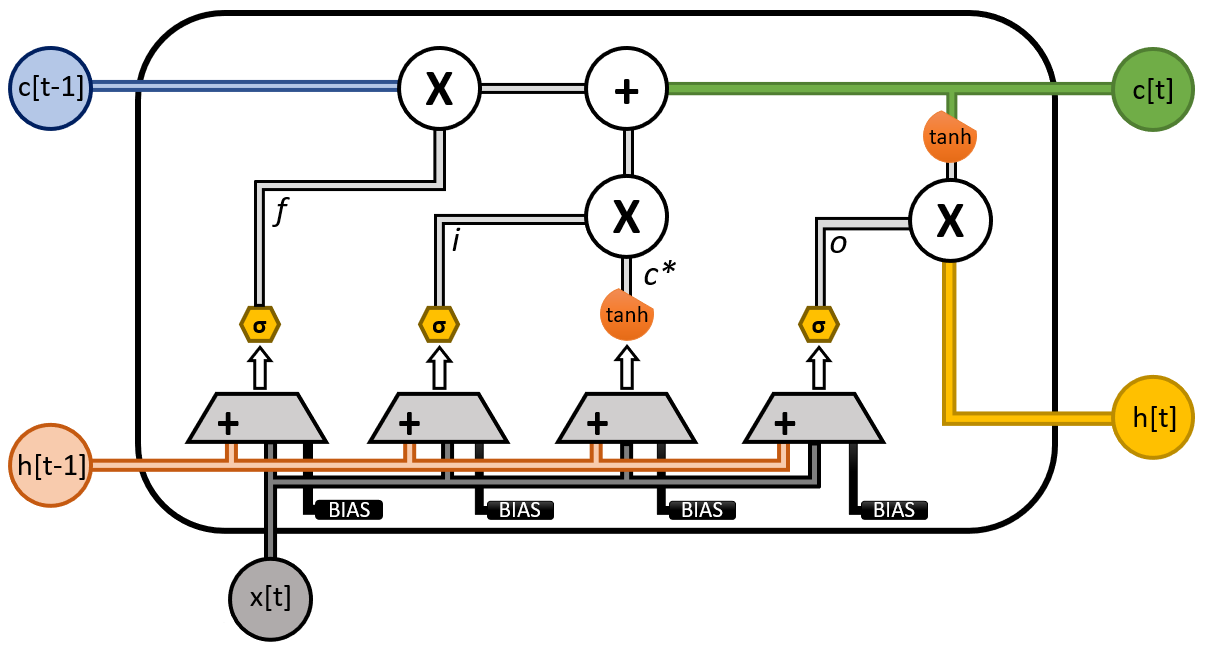 c[t-1]
X
+
c[t]
tanh
f
i
X
o
X
c*
σ
σ
tanh
σ
+
+
+
+
h[t]
h[t-1]
BIAS
BIAS
BIAS
BIAS
x[t]